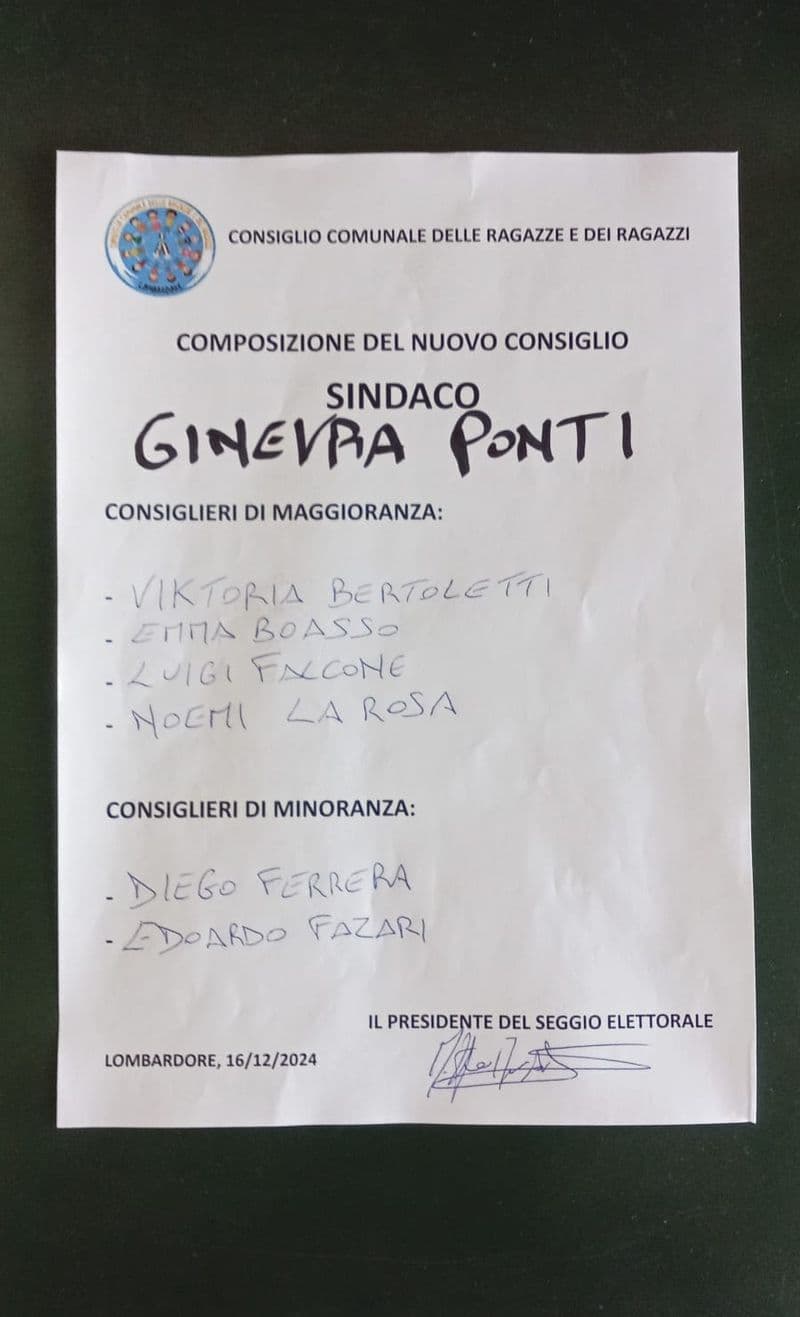 CONSIGLIO COMUNALE DELLE RAGAZZE E DEI RAGAZZI
COMPOSIZIONE DEL NUOVO CONSIGLIO
SINDACO
GINEVRA PONTI
CONSIGLIERI DI MAGGIORANZA:
- VIKTORIA BERTOLETTI
- EMMA BOASSO
- LUIGI FALCONE
- NOEMI LA ROSA
CONSIGLIERI DI MINORANZA:
- DIEGO FERRERA
- EDOARDO FAZARI
IL PRESIDENTE DEL SEGGIO ELETTORALE
LOMBARDORE, 16/12/2024